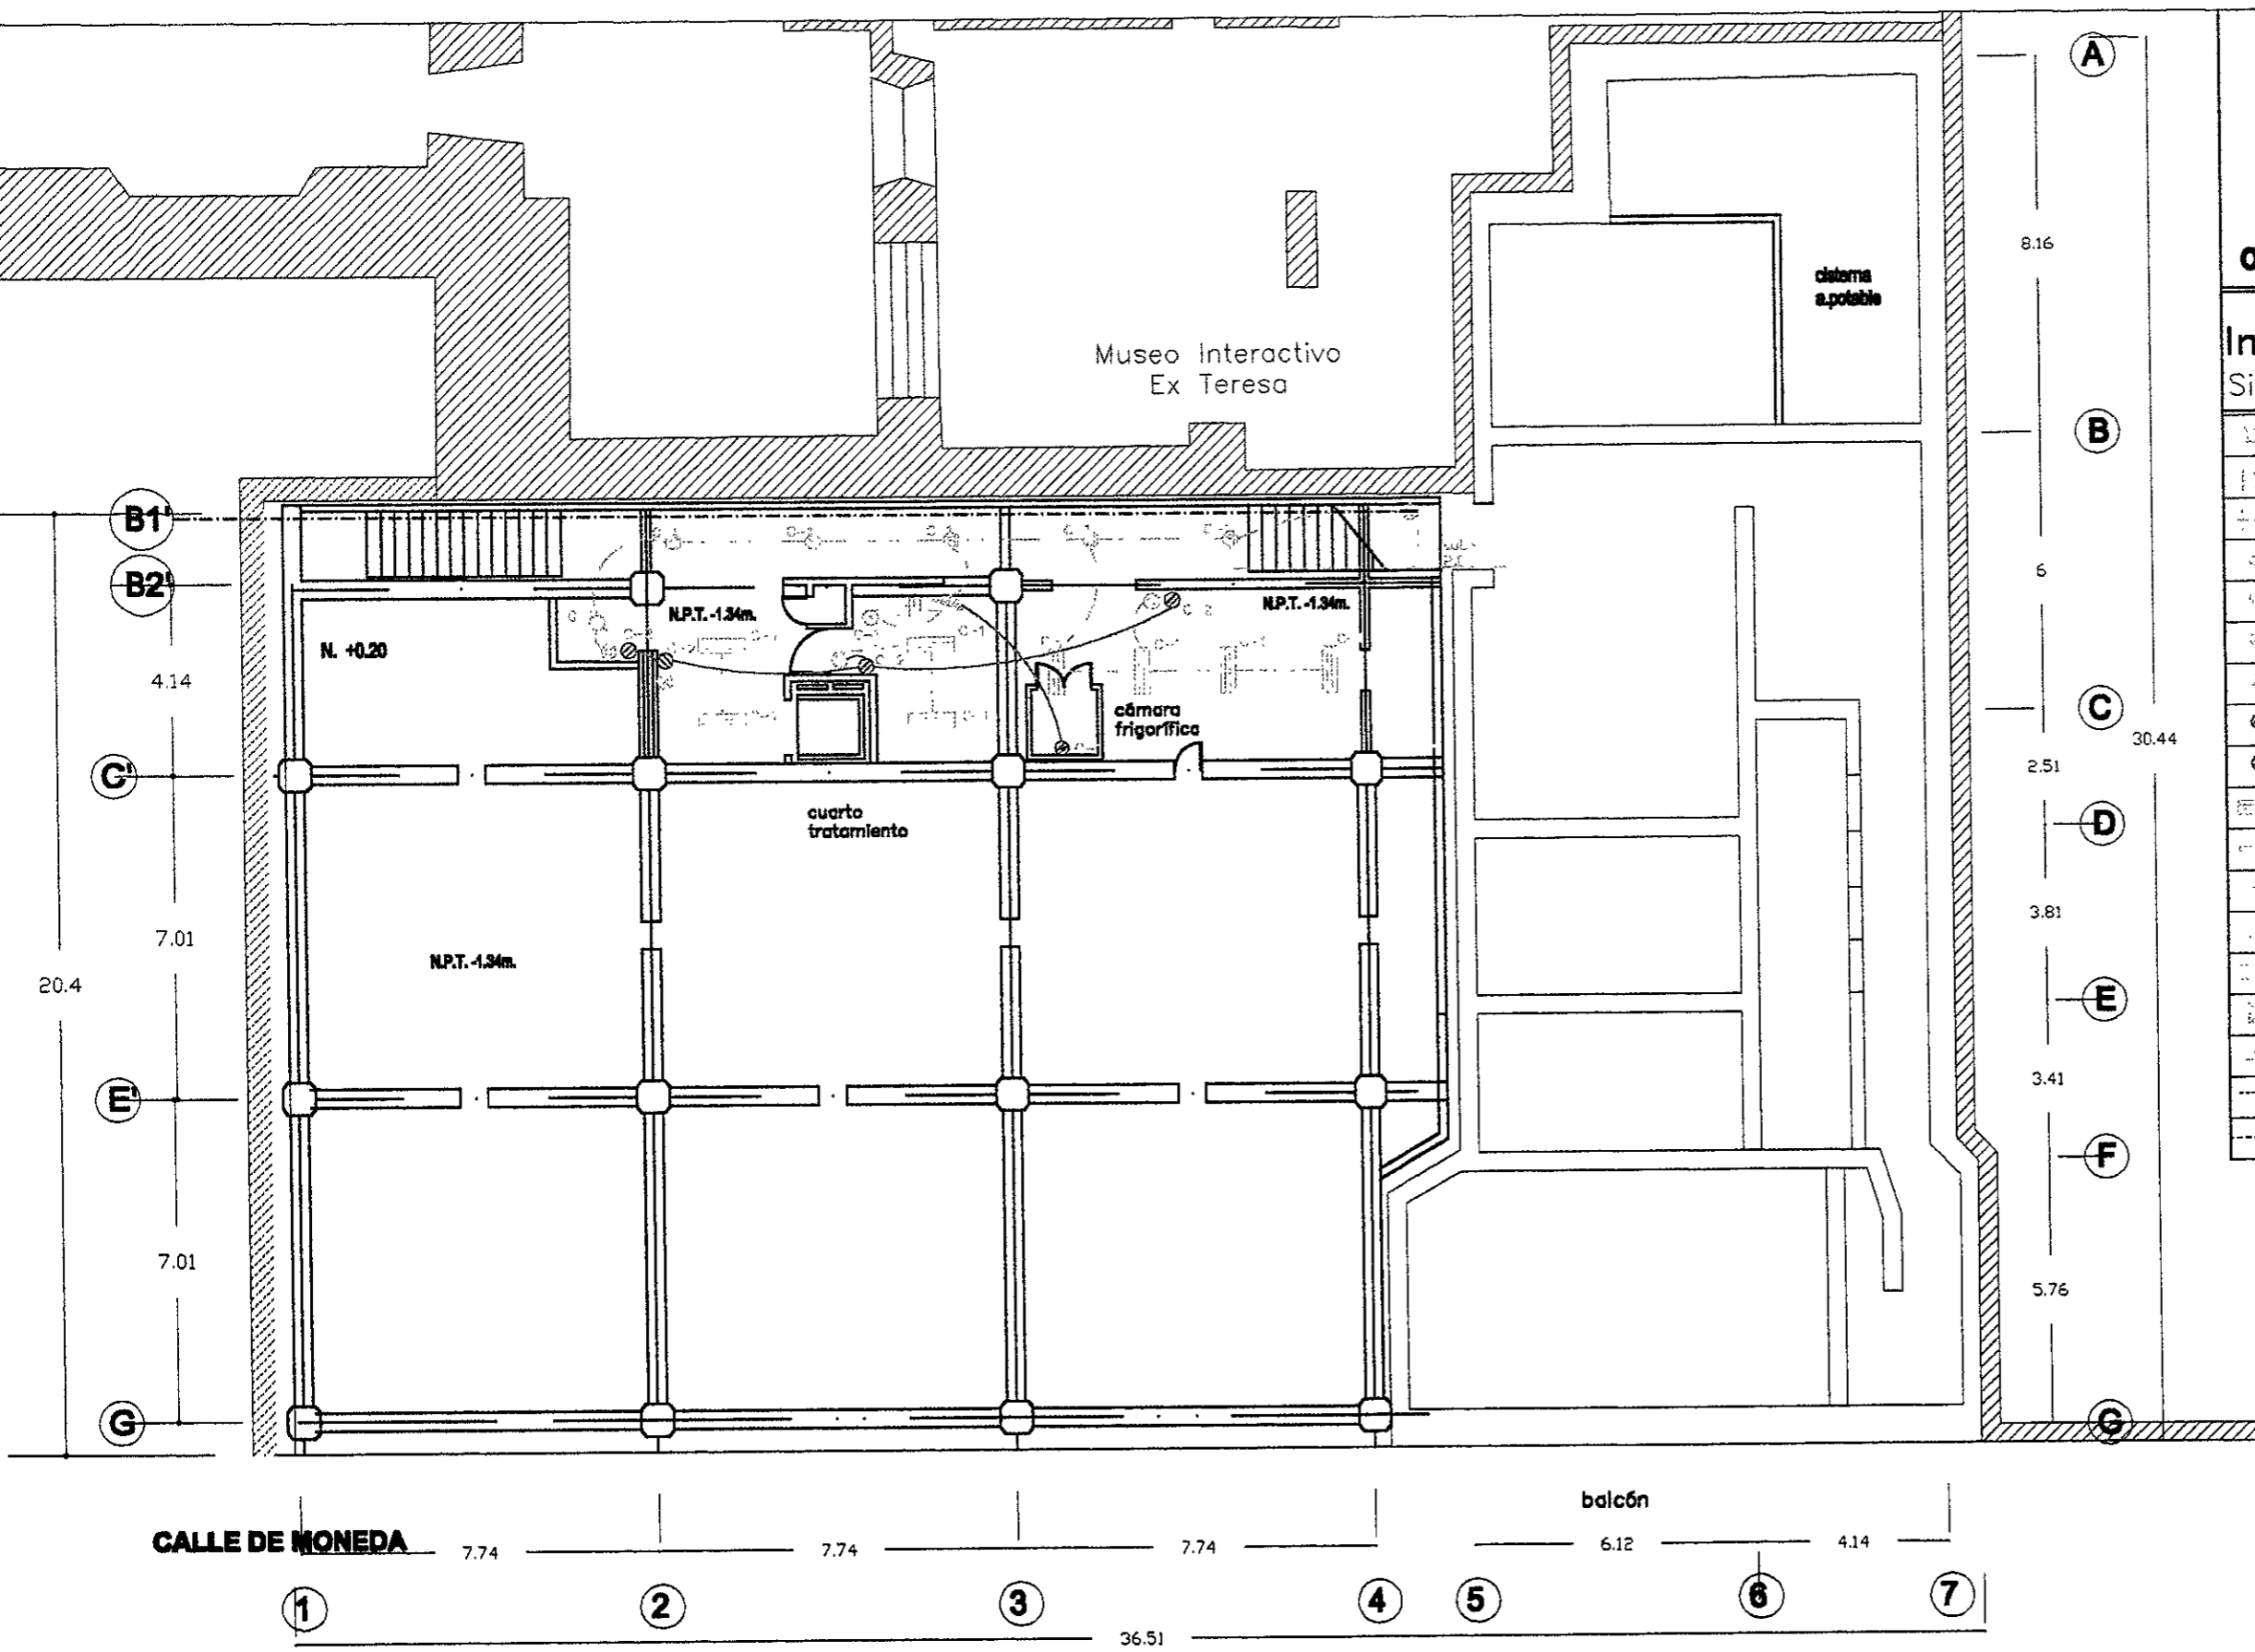 A
8.16
cisterna
a.potable
In
Si
Museo Interactivo
Ex Teresa
B
B1'
B2'
6
N.P.T. -1.34m.
N.P.T. -1.34m.
N. +0.20
4.14
cámara
frigorífica
C
30.44
C'
2.51
cuarto
tratamiento
D
3.81
7.01
N.P.T. -1.34m.
20.4
E
3.41
E'
F
7.01
5.76
G
G
balcón
CALLE DE MONEDA
7.74
7.74
7.74
6.12
4.14
1
2
3
4
5
6
7
36.51